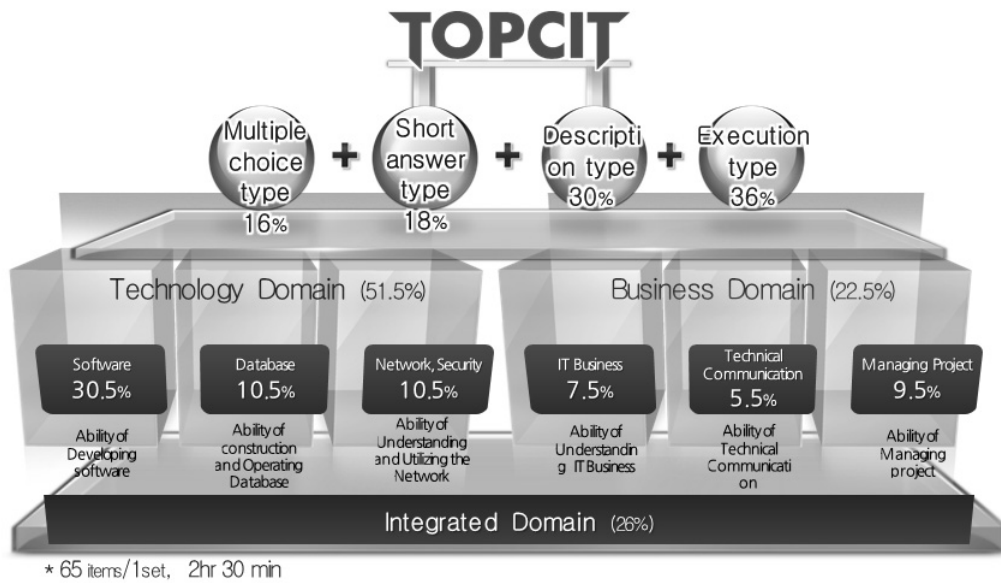 TOPCIT
Multiple
choice
type
16%
+
Short
answer
type
18%
+
Descripti
on type
30%
+
Execution
type
36%
Technology Domain (51.5%)
Business Domain (22.5%)
Software
30.5%
Database
10.5%
Network, Security
10.5%
IT Business
7.5%
Technical
Communication
5.5%
Managing Project
9.5%
Ability of
Developing
software
Ability of
construction
and Operating
Database
Ability of
Understanding
and Utilizing the
Network
Ability of
Understandin
g IT Business
Ability of
Technical
Communicati
on
Ability of
Managing
project
Integrated Domain (26%)
* 65 items/1set, 2hr 30 min